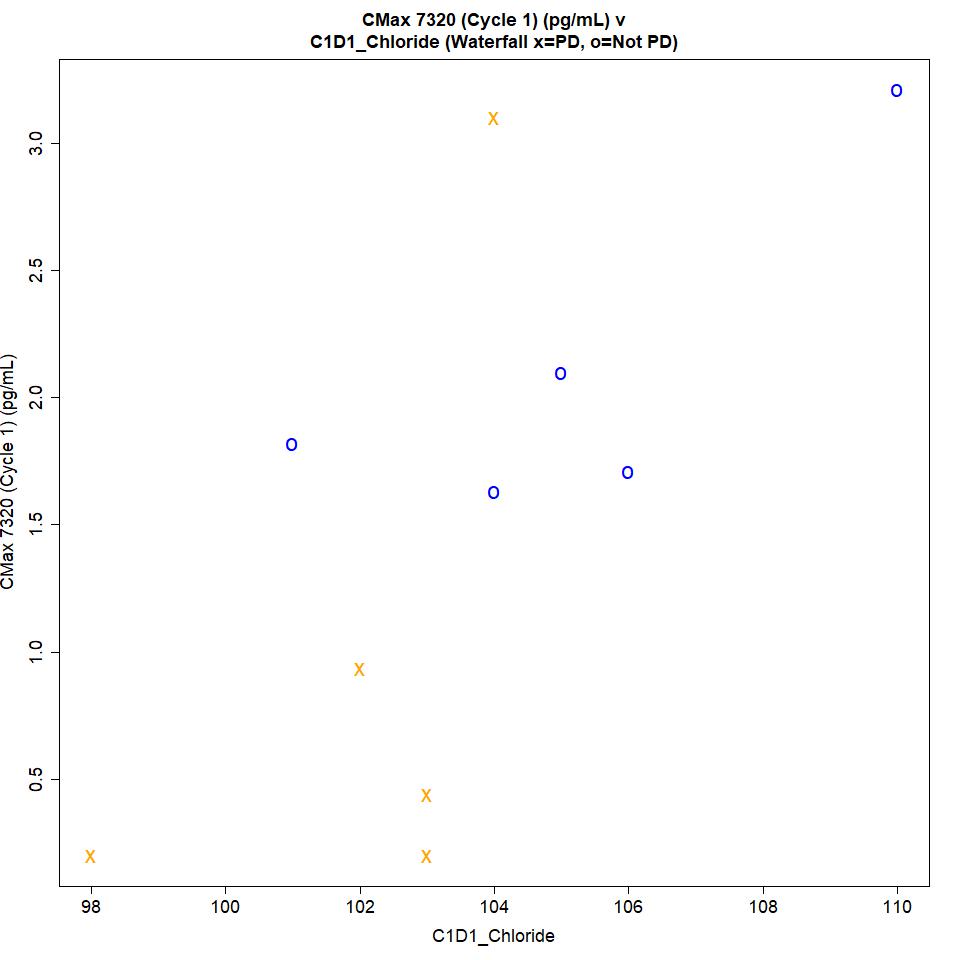 CMax 7320 (Cycle 1) (pg/mL) v
C1D1_Chloride (Waterfall x=PD, o=Not PD)
CMax 7320 (Cycle 1) (pg/mL)
3.0
2.5
2.0
1.5
1.0
0.5
X
O
O
O
O
O
X
X
X
X
98 100 102 104 106 108 110
C1D1_Chloride